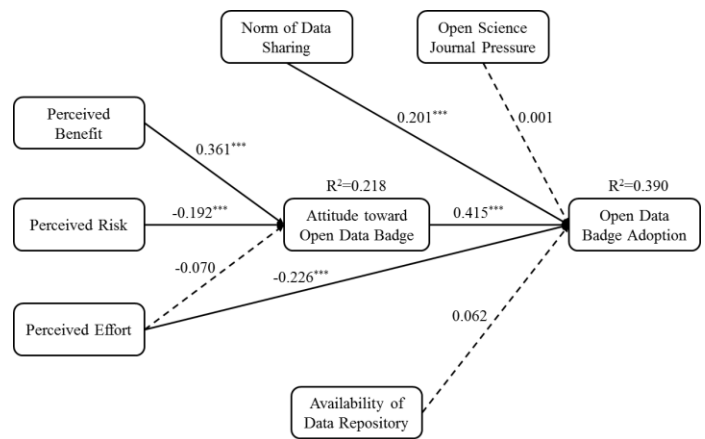 Norm of Data
Sharing
Open Science
Journal Pressure
Perceived
Benefit
0.201***
0.001
0.361***
R²=0.218
R²=0.390
Perceived Risk
-0.192***
Attitude toward
Open Data Badge
0.415***
Open Data
Badge Adoption
-0.070
-0.226***
Perceived Effort
0.062
Availability of
Data Repository